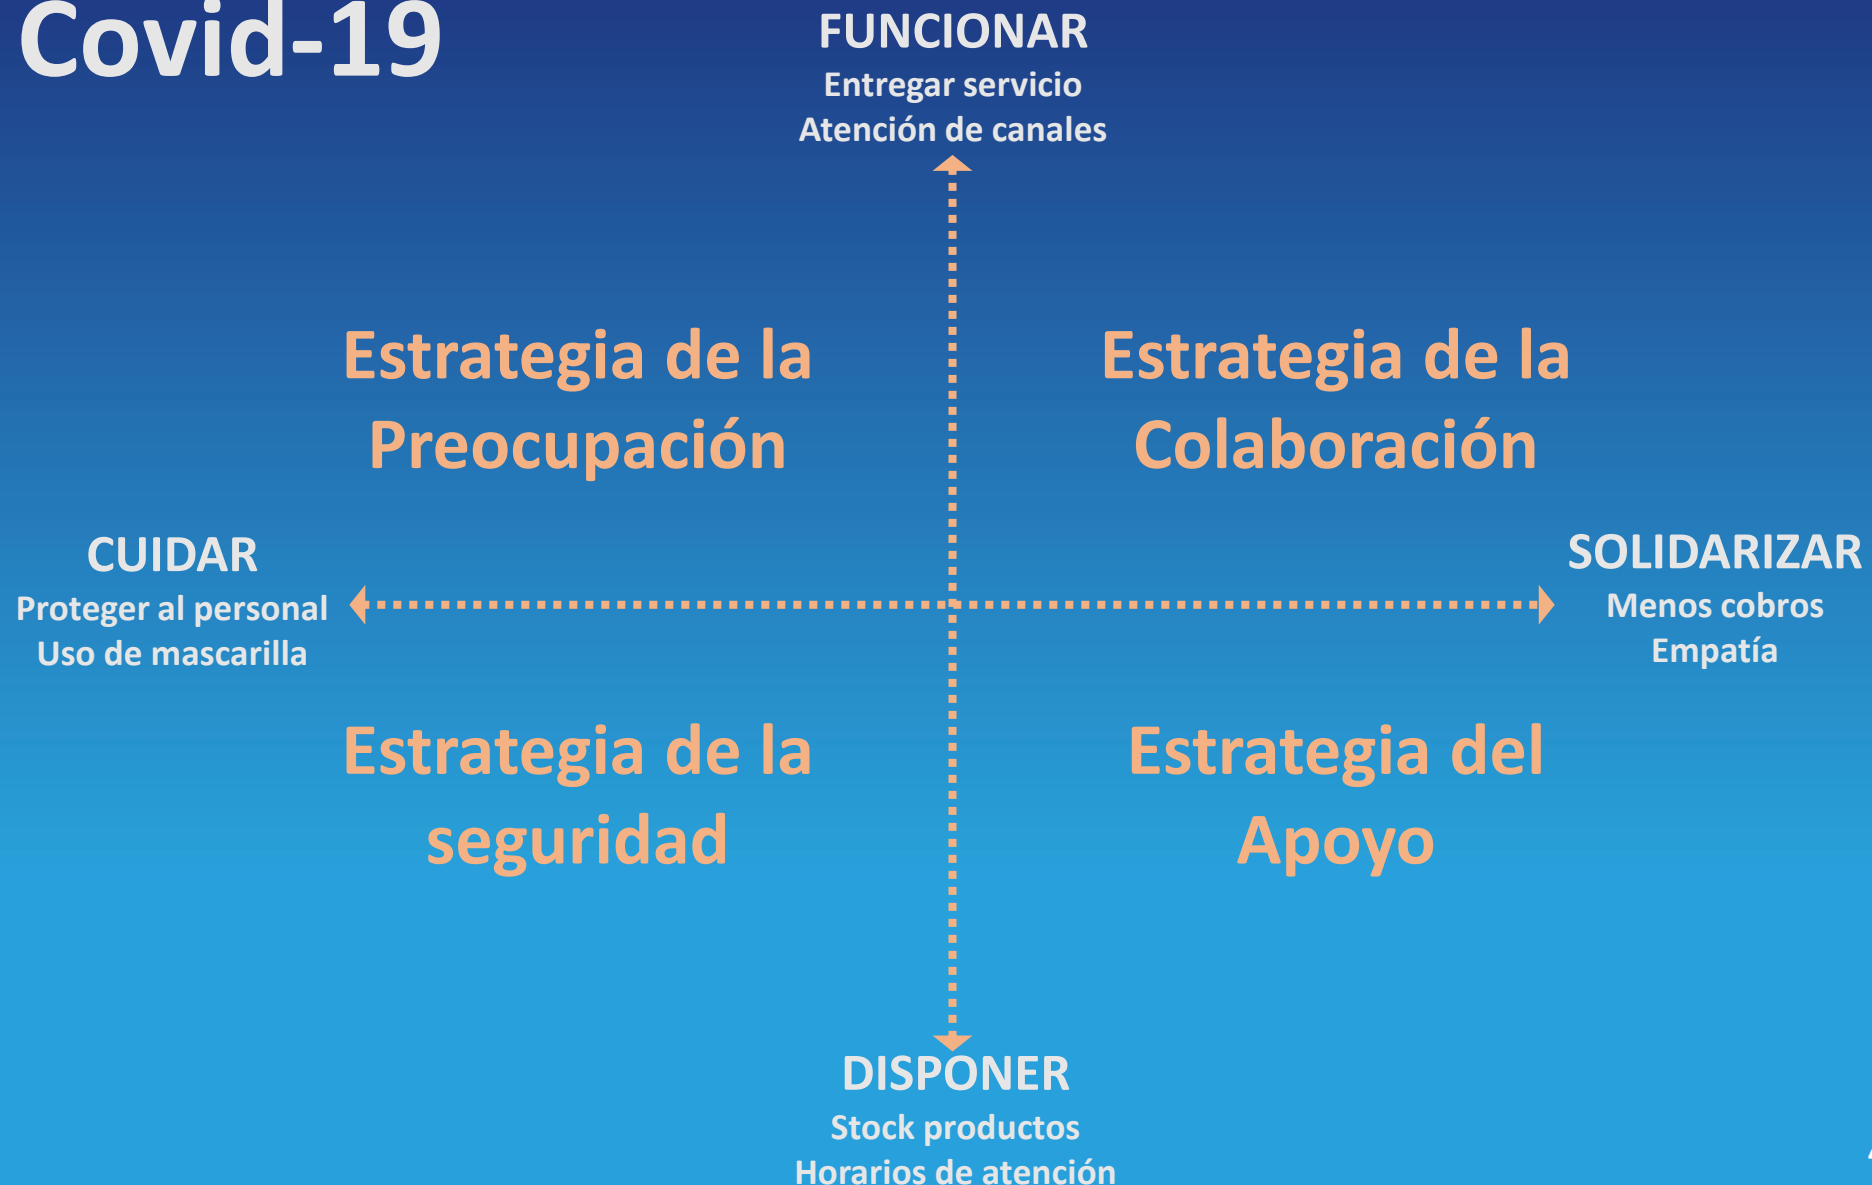 Covid-19
FUNCIONAR
Entregar servicio
Atención de canales
Estrategia de la
Preocupación
Estrategia de la
Colaboración
CUIDAR
Proteger al personal
Uso de mascarilla
SOLIDARIZAR
Menos cobros
Empatía
Estrategia de la
seguridad
Estrategia del
Apoyo
DISPONER
Stock productos
Horarios de atención